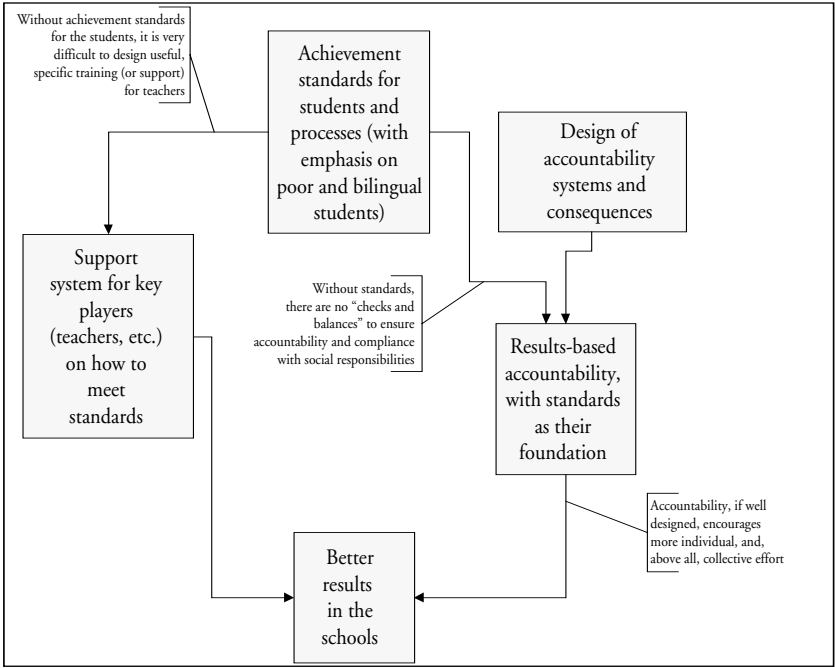 Without achievement standards
for the students, it is very
difficult to design useful,
specific training (or support)
for teachers
Achievement
standards for
students and
processes (with
emphasis on
poor and bilingual
students)
Design of
accountability
systems and
consequences
Support
system for key
players
(teachers, etc.)
on how to
meet
standards
Without standards,
there are no “checks and
balances” to ensure
accountability and compliance
with social responsibilities
Results-based
accountability,
with standards
as their
foundation
Accountability, if well
designed, encourages
more individual, and,
above all, collective effort
Better
results
in the
schools